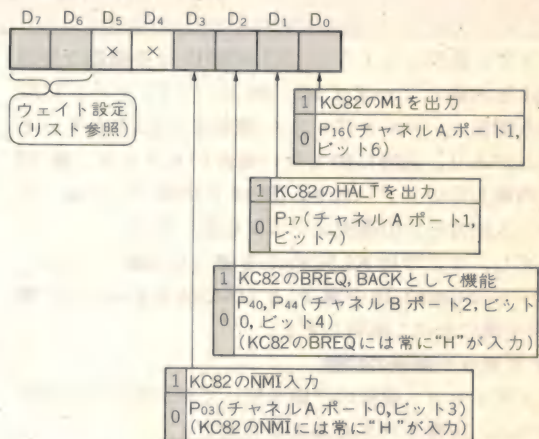 D₇ D₆ D₅ D₄ D₃ D₂ D₁ D₀
× ×
ウェイト設定
(リスト参照)
1 KC82のM1を出力
0 P₁₆(チャネルA ポート1,
ビット6)
1 KC82のHALTを出力
0 P₁₇(チャネルA ポート1,
ビット7)
1 KC82のBREQ, BACKとして機能
0 P₄₀, P₄₄(チャネルB ポート2, ビット
0, ビット4)
(KC82のBREQには常に“H”が入力)
1 KC82のNMI入力
0 P₀₃(チャネルA ポート0, ビット3)
(KC82のNMIには常に“H”が入力)